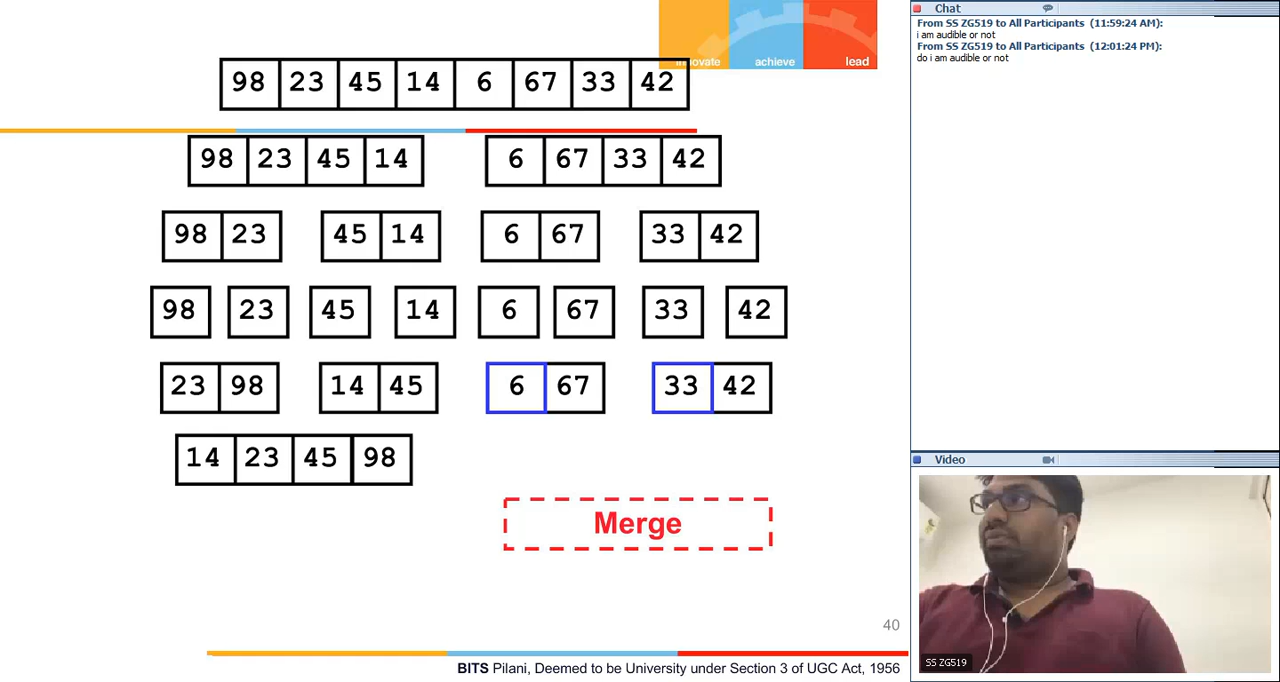 innovate achieve lead
98 23 45 14 6 67 33 42
98 23 45 14 6 67 33 42
98 23 45 14 6 67 33 42
98 23 45 14 6 67 33 42
23 98 14 45 6 67 33 42
14 23 45 98
Merge
40
BITS Pilani, Deemed to be University under Section 3 of UGC Act, 1956
Chat
From SS ZG519 to All Participants (11:59:24 AM):
i am audible or not
From SS ZG519 to All Participants (12:01:24 PM):
do i am audible or not
Video
SS ZG519